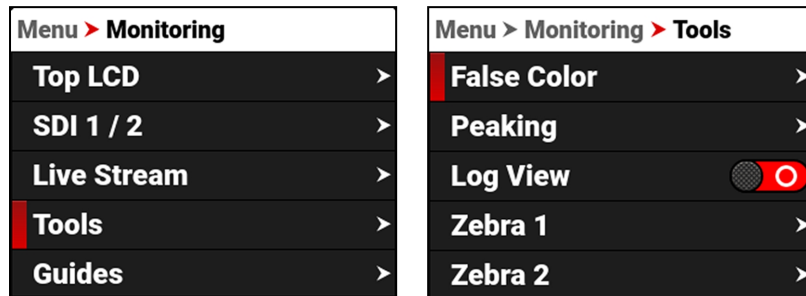 Menu > Monitoring
Top LCD >
SDI 1 / 2 >
Live Stream >
Tools >
Guides >
Menu > Monitoring > Tools
False Color >
Peaking >
Log View
Zebra 1 >
Zebra 2 >